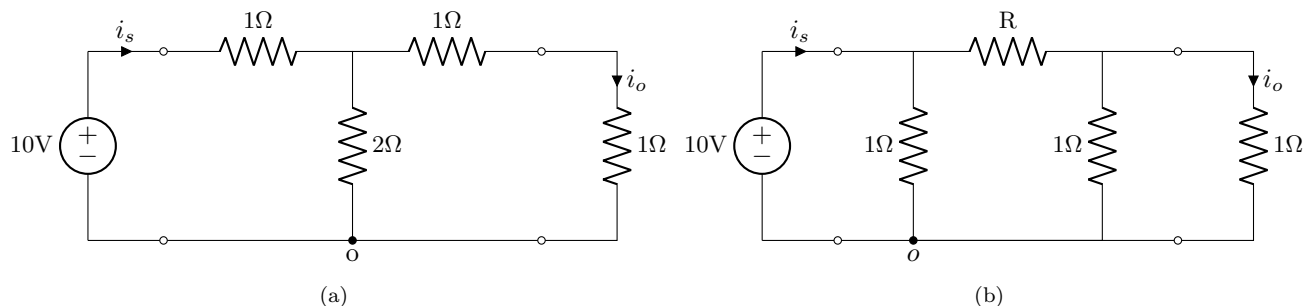 1Ω 1Ω R
i_s i_s
i_o i_o
10V + − 2Ω 1Ω 10V + − 1Ω 1Ω 1Ω
o o
(a) (b)